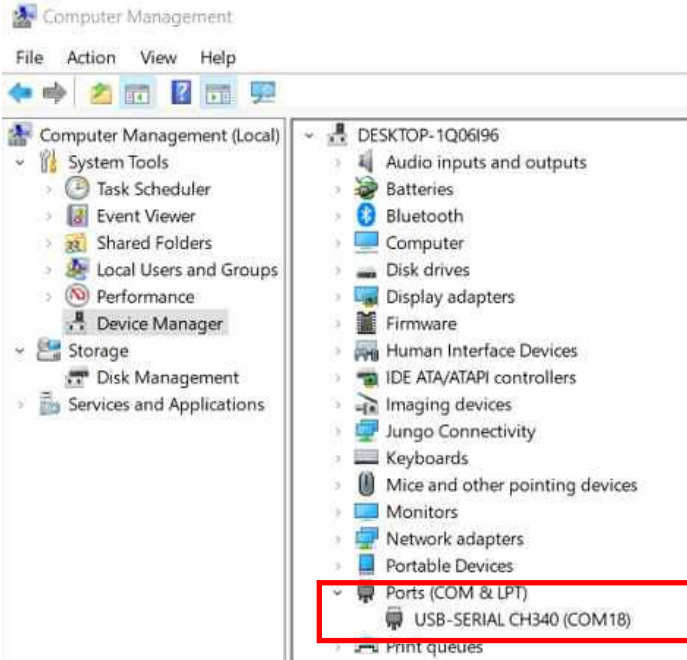 Computer Management
File Action View Help
Computer Management (Local)
System Tools
Task Scheduler
Event Viewer
Shared Folders
Local Users and Groups
Performance
Device Manager
Storage
Disk Management
Services and Applications
DESKTOP-1Q06I96
Audio inputs and outputs
Batteries
Bluetooth
Computer
Disk drives
Display adapters
Firmware
Human Interface Devices
IDE ATA/ATAPI controllers
Imaging devices
Jungo Connectivity
Keyboards
Mice and other pointing devices
Monitors
Network adapters
Portable Devices
Ports (COM & LPT)
USB-SERIAL CH340 (COM18)
Print queues